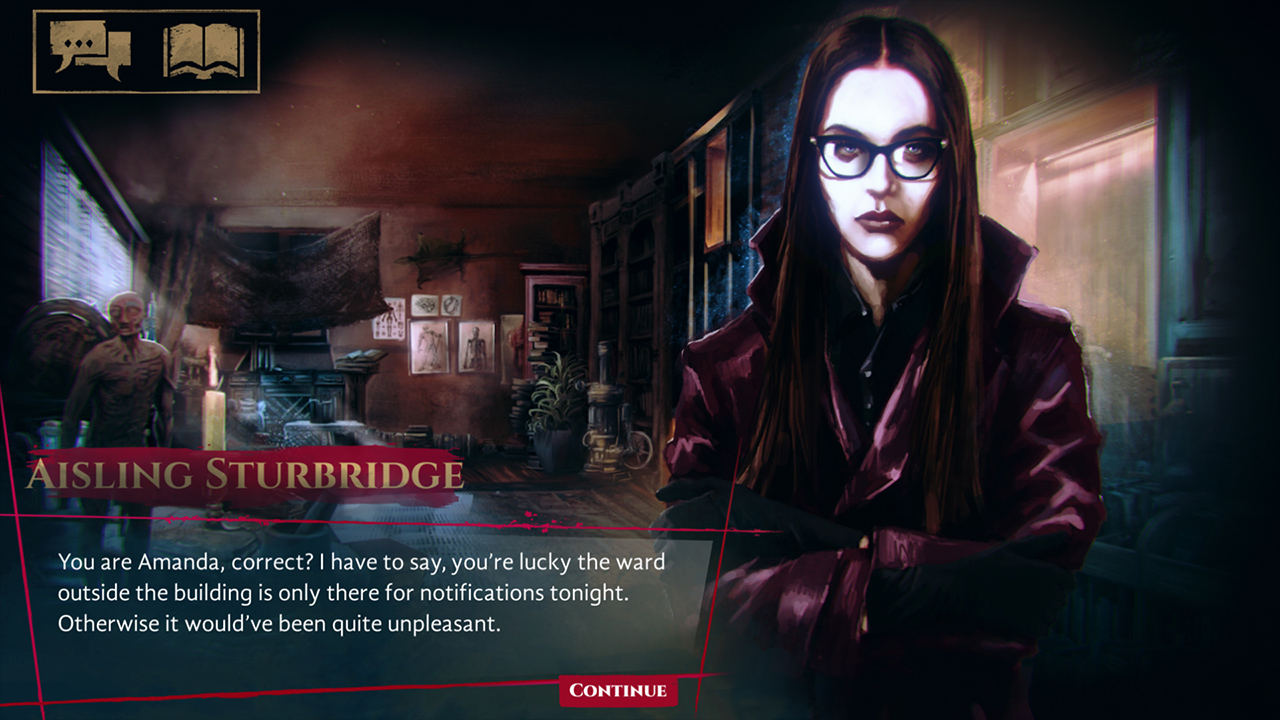 Aisling Sturbridge
You are Amanda, correct? I have to say, you're lucky the ward
outside the building is only there for notifications tonight.
Otherwise it would've been quite unpleasant.
Continue